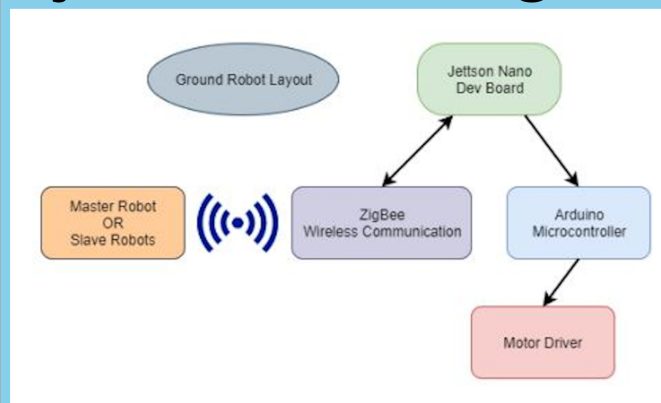 Ground Robot Layout
Jettson Nano
Dev Board
Master Robot
OR
Slave Robots
ZigBee
Wireless Communication
Arduino
Microcontroller
Motor Driver